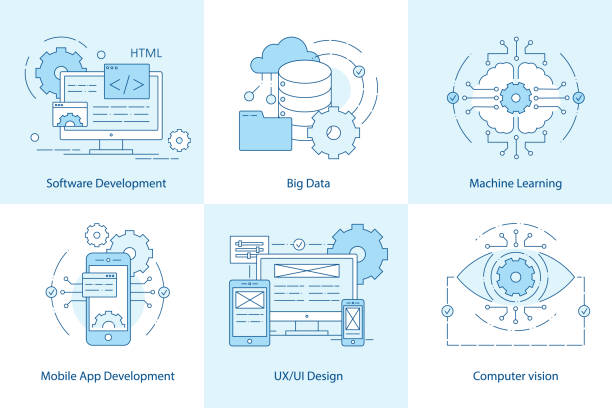 HTML
</>
Software Development
Big Data
Machine Learning
Mobile App Development
UX/UI Design
Computer vision